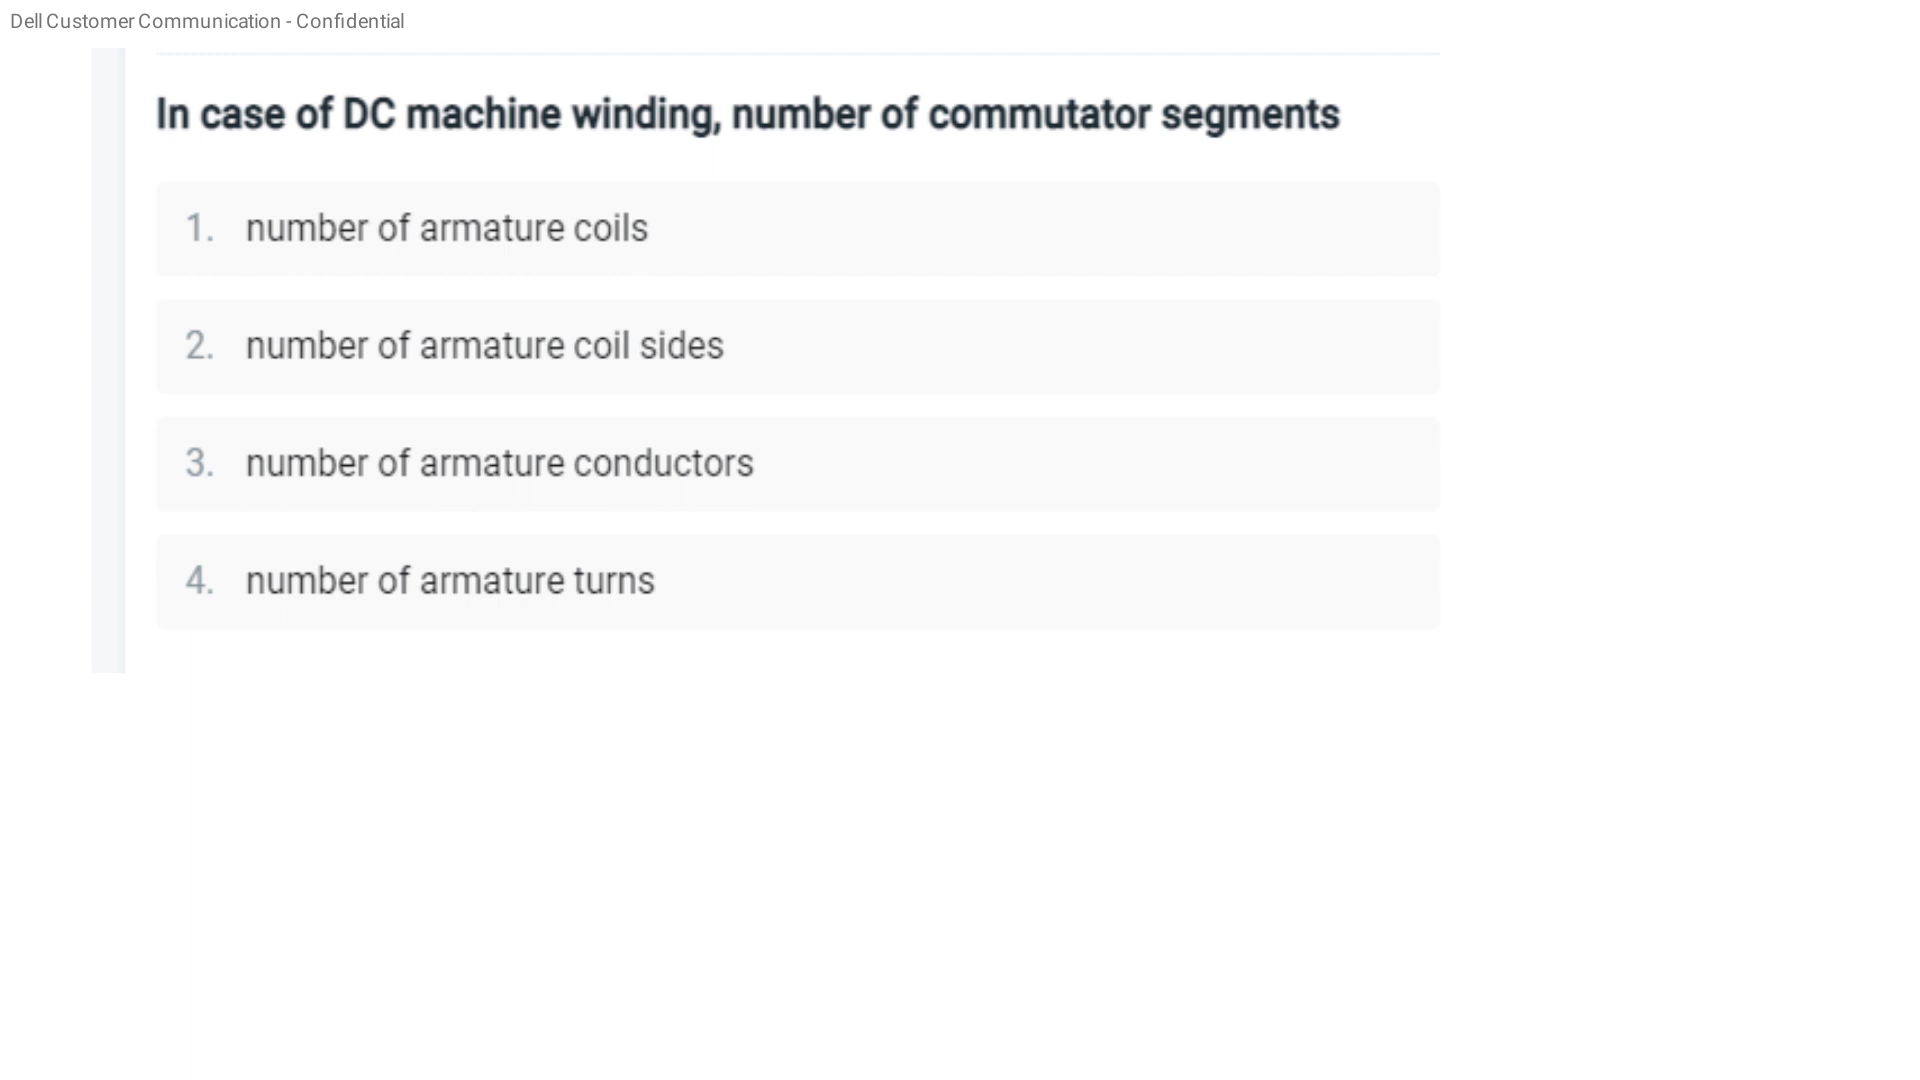 Dell Customer Communication - Confidential
In case of DC machine winding, number of commutator segments
1. number of armature coils
2. number of armature coil sides
3. number of armature conductors
4. number of armature turns